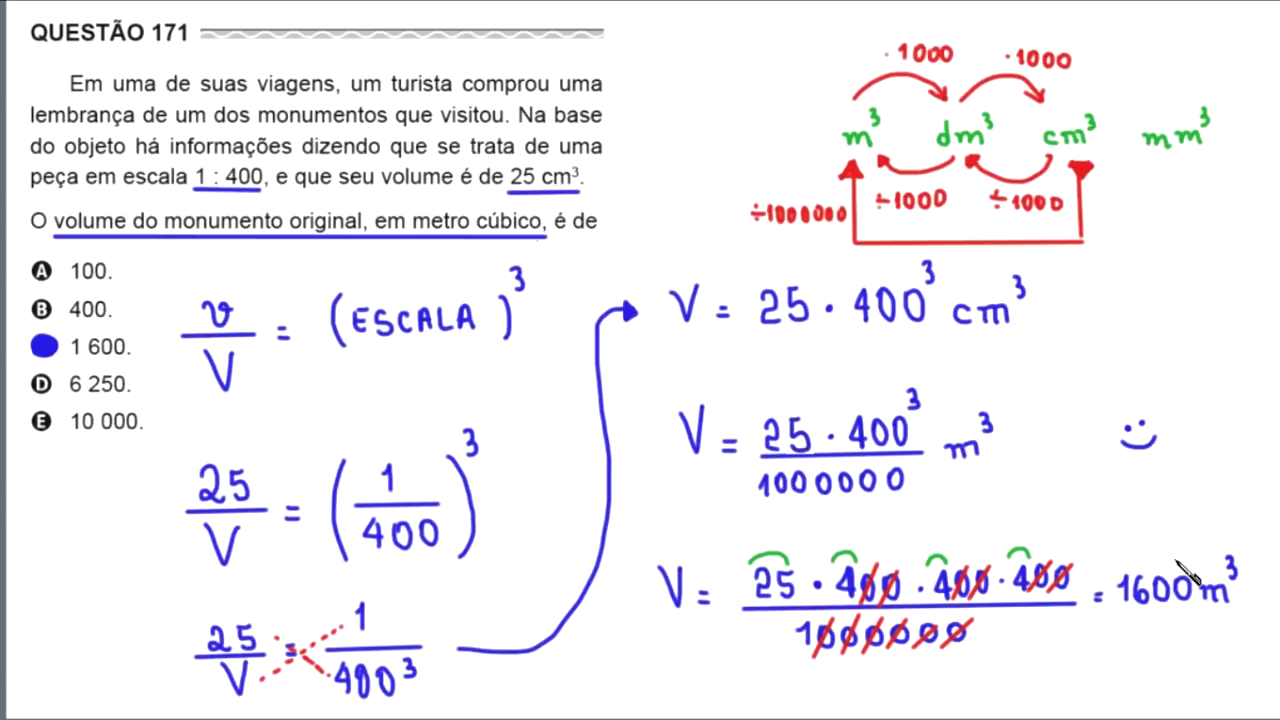 QUESTÃO 171
Em uma de suas viagens, um turista comprou uma
lembrança de um dos monumentos que visitou. Na base
do objeto há informações dizendo que se trata de uma
peça em escala 1 : 400, e que seu volume é de 25 cm³.
O volume do monumento original, em metro cúbico, é de
A 100.
B 400.
1 600.
D 6 250.
E 10 000.
v/V = (ESCALA)³
25/V = (1/400)³
25/V = 1/400³
·1000 ·1000
m³ dm³ cm³ mm³
÷1000000 ÷1000 ÷1000
V = 25 · 400³ cm³
V = 25 · 400³/1000000 m³
V = 25 · 400 · 400 · 400/1000000 = 1600 m³